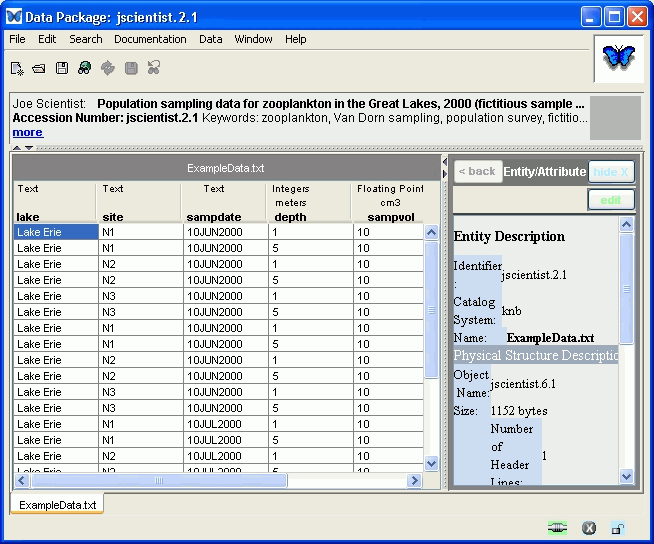 Data Package: jscientist.2.1
File Edit Search Documentation Data Window Help
Joe Scientist: Population sampling data for zooplankton in the Great Lakes, 2000 (fictitious sample ...
Accession Number: jscientist.2.1 Keywords: zooplankton, Van Dorn sampling, population survey, fictitio...
more
ExampleData.txt
Text Text Text Integers Floating Point
meters cm3
lake site sampdate depth sampvol
Lake Erie N1 10JUN2000 1 10
Lake Erie N1 10JUN2000 5 10
Lake Erie N2 10JUN2000 1 10
Lake Erie N2 10JUN2000 5 10
Lake Erie N3 10JUN2000 1 10
Lake Erie N3 10JUN2000 5 10
Lake Erie N1 10JUN2000 1 10
Lake Erie N1 10JUN2000 5 10
Lake Erie N2 10JUN2000 1 10
Lake Erie N2 10JUN2000 5 10
Lake Erie N3 10JUN2000 1 10
Lake Erie N3 10JUN2000 5 10
Lake Erie N1 10JUL2000 1 10
Lake Erie N1 10JUL2000 5 10
Lake Erie N2 10JUL2000 1 10
Lake Erie N2 10JUL2000 5 10
< back Entity/Attribute hide X
edit
Entity Description
Identifier
: jscientist.2.1
Catalog
System: knb
Name: ExampleData.txt
Physical Structure Descriptio
Object
Name: jscientist.6.1
Size: 1152 bytes
Number
of
Header
Lines: 1
ExampleData.txt